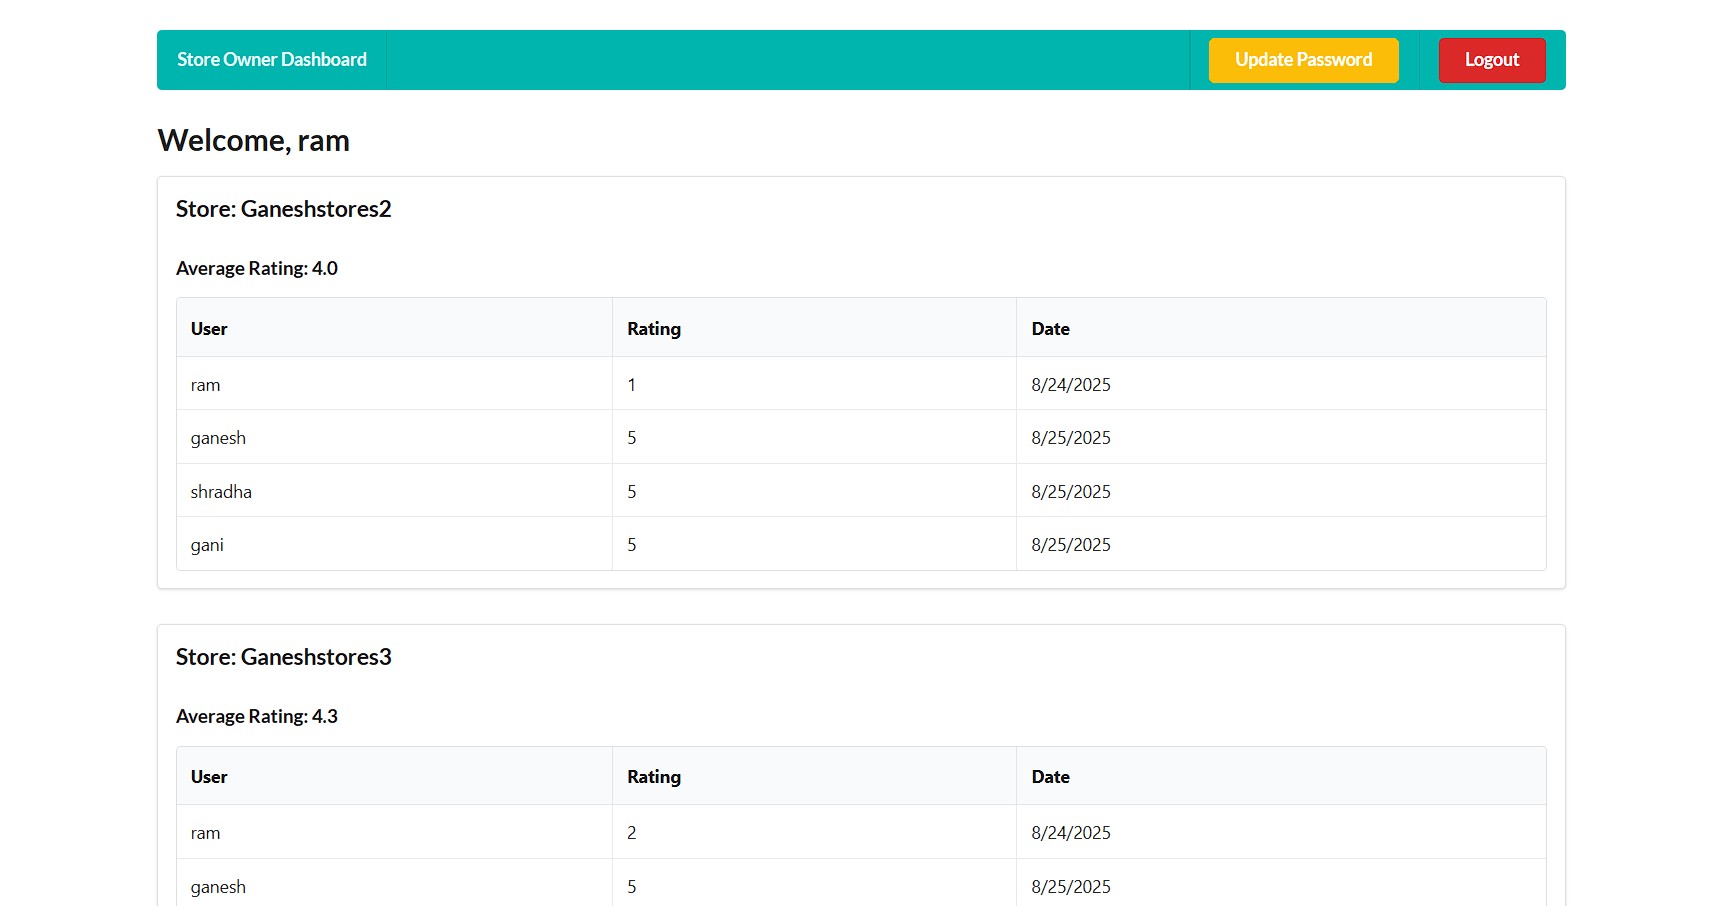 Store Owner Dashboard Update Password Logout
Welcome, ram
Store: Ganeshstores2
Average Rating: 4.0
User Rating Date
ram 1 8/24/2025
ganesh 5 8/25/2025
shradha 5 8/25/2025
gani 5 8/25/2025
Store: Ganeshstores3
Average Rating: 4.3
User Rating Date
ram 2 8/24/2025
ganesh 5 8/25/2025